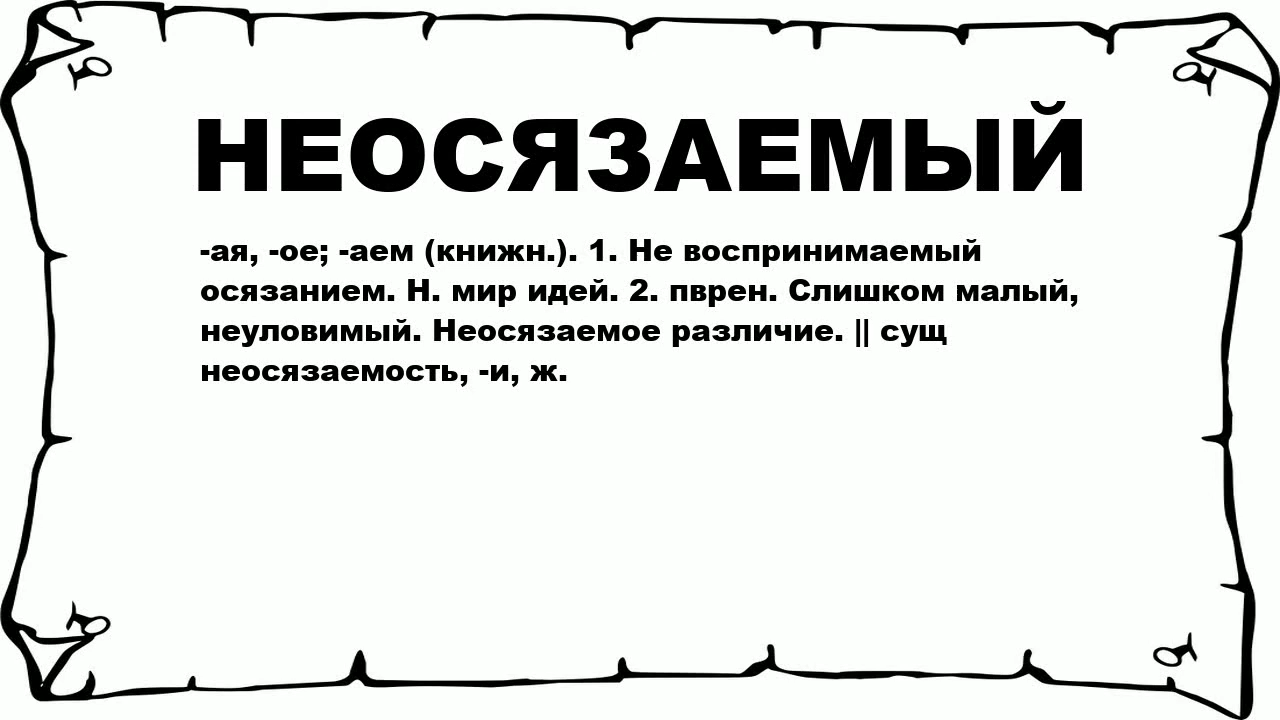 НЕОСЯЗАЕМЫЙ
-ая, -ое; -аем (книжн.). 1. Не воспринимаемый
осязанием. Н. мир идей. 2. пврен. Слишком малый,
неуловимый. Неосязаемое различие. || сущ
неосязаемость, -и, ж.